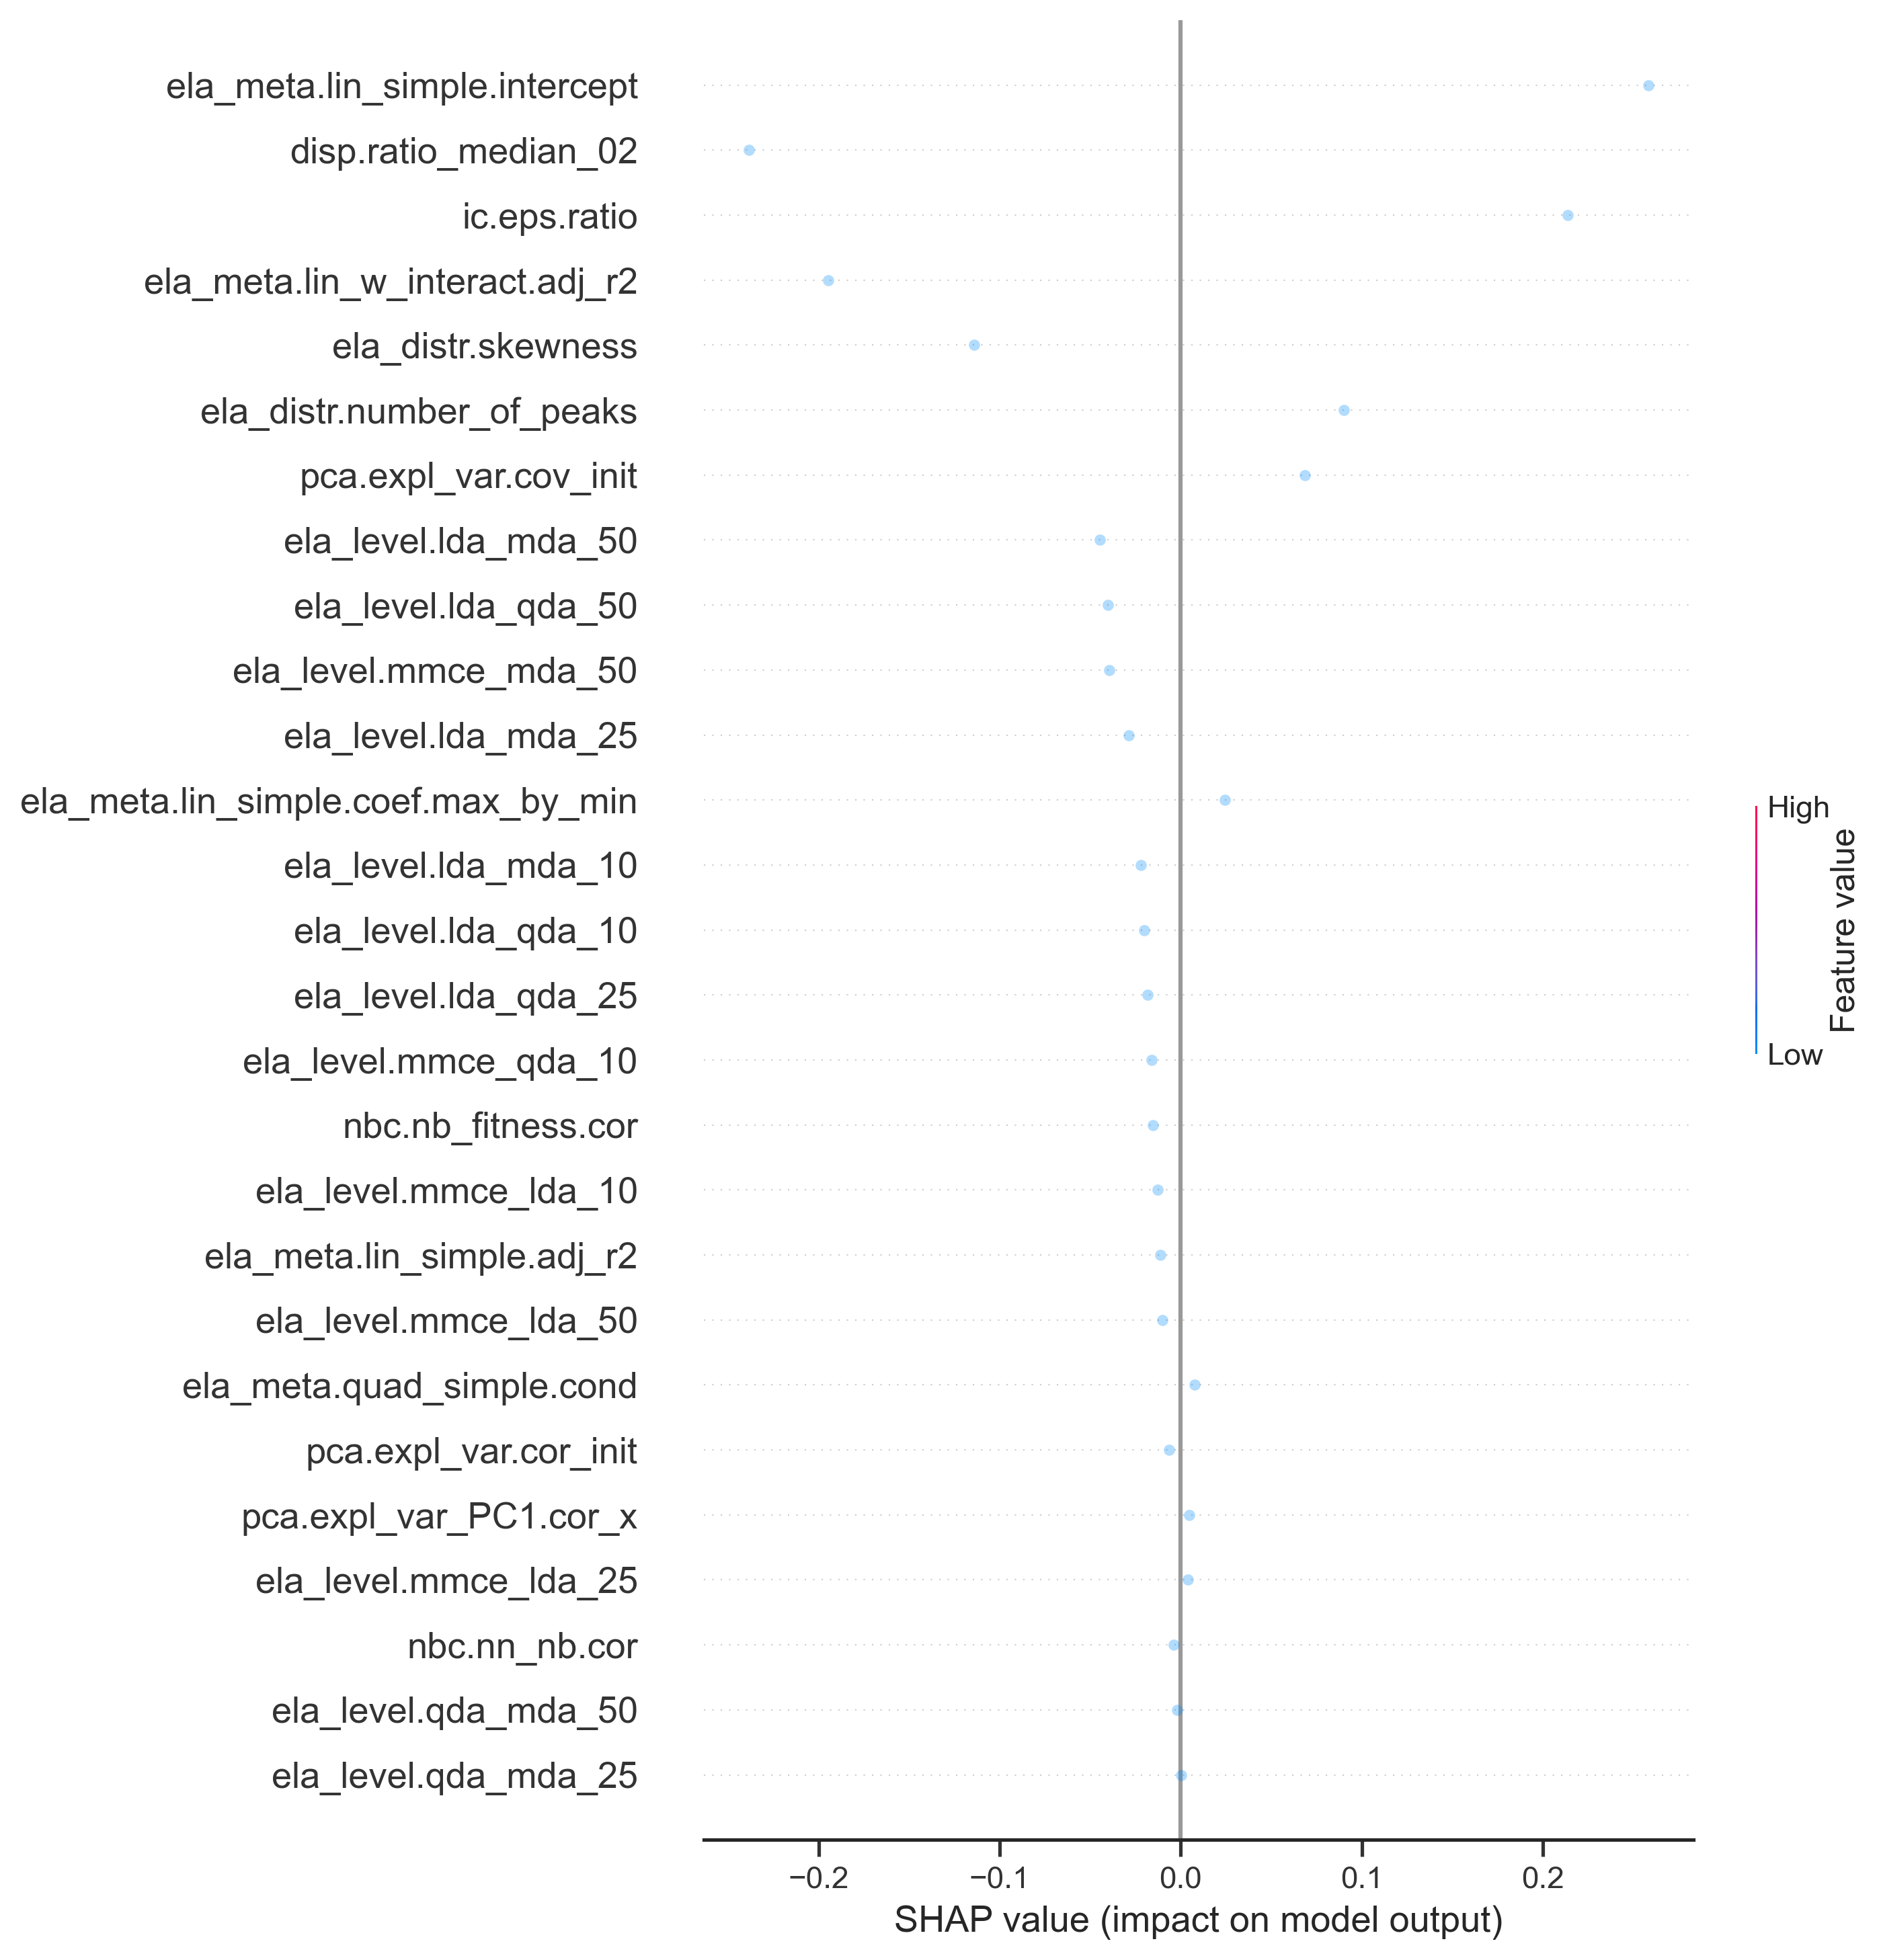 ela_meta.lin_simple.intercept
disp.ratio_median_02
ic.eps.ratio
ela_meta.lin_w_interact.adj_r2
ela_distr.skewness
ela_distr.number_of_peaks
pca.expl_var.cov_init
ela_level.lda_mda_50
ela_level.lda_qda_50
ela_level.mmce_mda_50
ela_level.lda_mda_25
ela_meta.lin_simple.coef.max_by_min
ela_level.lda_mda_10
ela_level.lda_qda_10
ela_level.lda_qda_25
ela_level.mmce_qda_10
nbc.nb_fitness.cor
ela_level.mmce_lda_10
ela_meta.lin_simple.adj_r2
ela_level.mmce_lda_50
ela_meta.quad_simple.cond
pca.expl_var.cor_init
pca.expl_var_PC1.cor_x
ela_level.mmce_lda_25
nbc.nn_nb.cor
ela_level.qda_mda_50
ela_level.qda_mda_25
−0.2 −0.1 0.0 0.1 0.2
SHAP value (impact on model output)
High
Feature value
Low